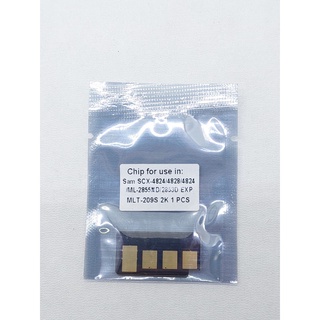 Chip for use in:
Sam SCX-4824/4828/4824
/ML-2855ND/2853D EXP
MLT-209S 2K 1 PCS